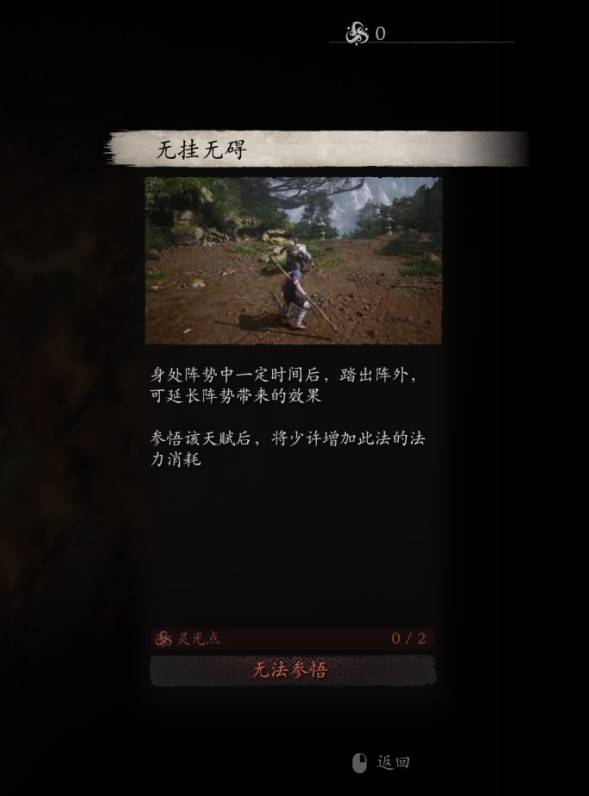 0
无挂无碍
身处阵势中一定时间后，踏出阵外，
可延长阵势带来的效果
参悟该天赋后，将少许增加此法的法
力消耗
灵光点 0/2
无法参悟
返回